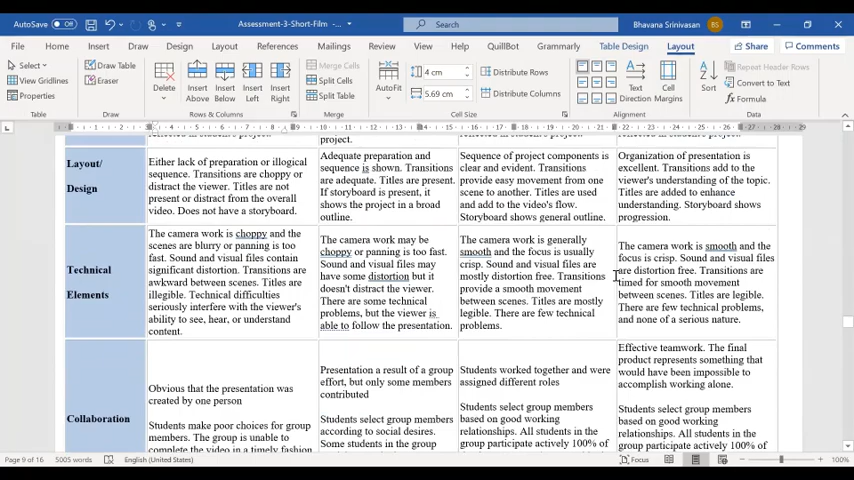 AutoSave Off Assessment-3-Short-Film - Search Bhavana Srinivasan BS
File Home Insert Draw Design Layout References Mailings Review View Help QuillBot Grammarly Table Design Layout Share Comments
Select
View Gridlines
Properties
Table
Draw Table
Eraser
Draw
Delete
Insert Above
Insert Below
Insert Left
Insert Right
Rows & Columns
Merge Cells
Split Cells
Split Table
Merge
AutoFit
4 cm
5.69 cm
Distribute Rows
Distribute Columns
Cell Size
Text Direction
Cell Margins
Alignment
Sort
Repeat Header Rows
Convert to Text
Formula
Data
project.
Layout/
Design
Either lack of preparation or illogical
sequence. Transitions are choppy or
distract the viewer. Titles are not
present or distract from the overall
video. Does not have a storyboard.
Adequate preparation and
sequence is shown. Transitions
are adequate. Titles are present.
If storyboard is present, it
shows the project in a broad
outline.
Sequence of project components is
clear and evident. Transitions
provide easy movement from one
scene to another. Titles are used
and add to the video's flow.
Storyboard shows general outline.
Organization of presentation is
excellent. Transitions add to the
viewer's understanding of the topic.
Titles are added to enhance
understanding. Storyboard shows
progression.
Technical
Elements
The camera work is choppy and the
scenes are blurry or panning is too
fast. Sound and visual files contain
significant distortion. Transitions are
awkward between scenes. Titles are
illegible. Technical difficulties
seriously interfere with the viewer's
ability to see, hear, or understand
content.
The camera work may be
choppy or panning is too fast.
Sound and visual files may
have some distortion but it
doesn't distract the viewer.
There are some technical
problems, but the viewer is
able to follow the presentation.
The camera work is generally
smooth and the focus is usually
crisp. Sound and visual files are
mostly distortion free. Transitions
provide a smooth movement
between scenes. Titles are mostly
legible. There are few technical
problems.
The camera work is smooth and the
focus is crisp. Sound and visual files
are distortion free. Transitions are
timed for smooth movement
between scenes. Titles are legible.
There are few technical problems,
and none of a serious nature.
Collaboration
Obvious that the presentation was
created by one person
Students make poor choices for group
members. The group is unable to
complete the video in a timely fashion
Presentation a result of a group
effort, but only some members
contributed
Students select group members
according to social desires.
Some students in the group
Students worked together and were
assigned different roles
Students select group members
based on good working
relationships. All students in the
group participate actively 100% of
Effective teamwork. The final
product represents something that
would have been impossible to
accomplish working alone.
Students select group members
based on good working
relationships. All students in the
group participate actively 100% of
Page 9 of 16 5005 words English (United States) Focus 100%